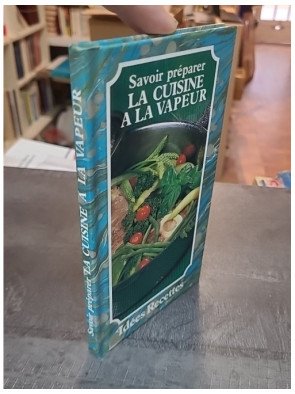 Savoir préparer
LA CUISINE
A LA VAPEUR
Idées Recettes
Savoir préparer LA CUISINE A LA VAPEUR